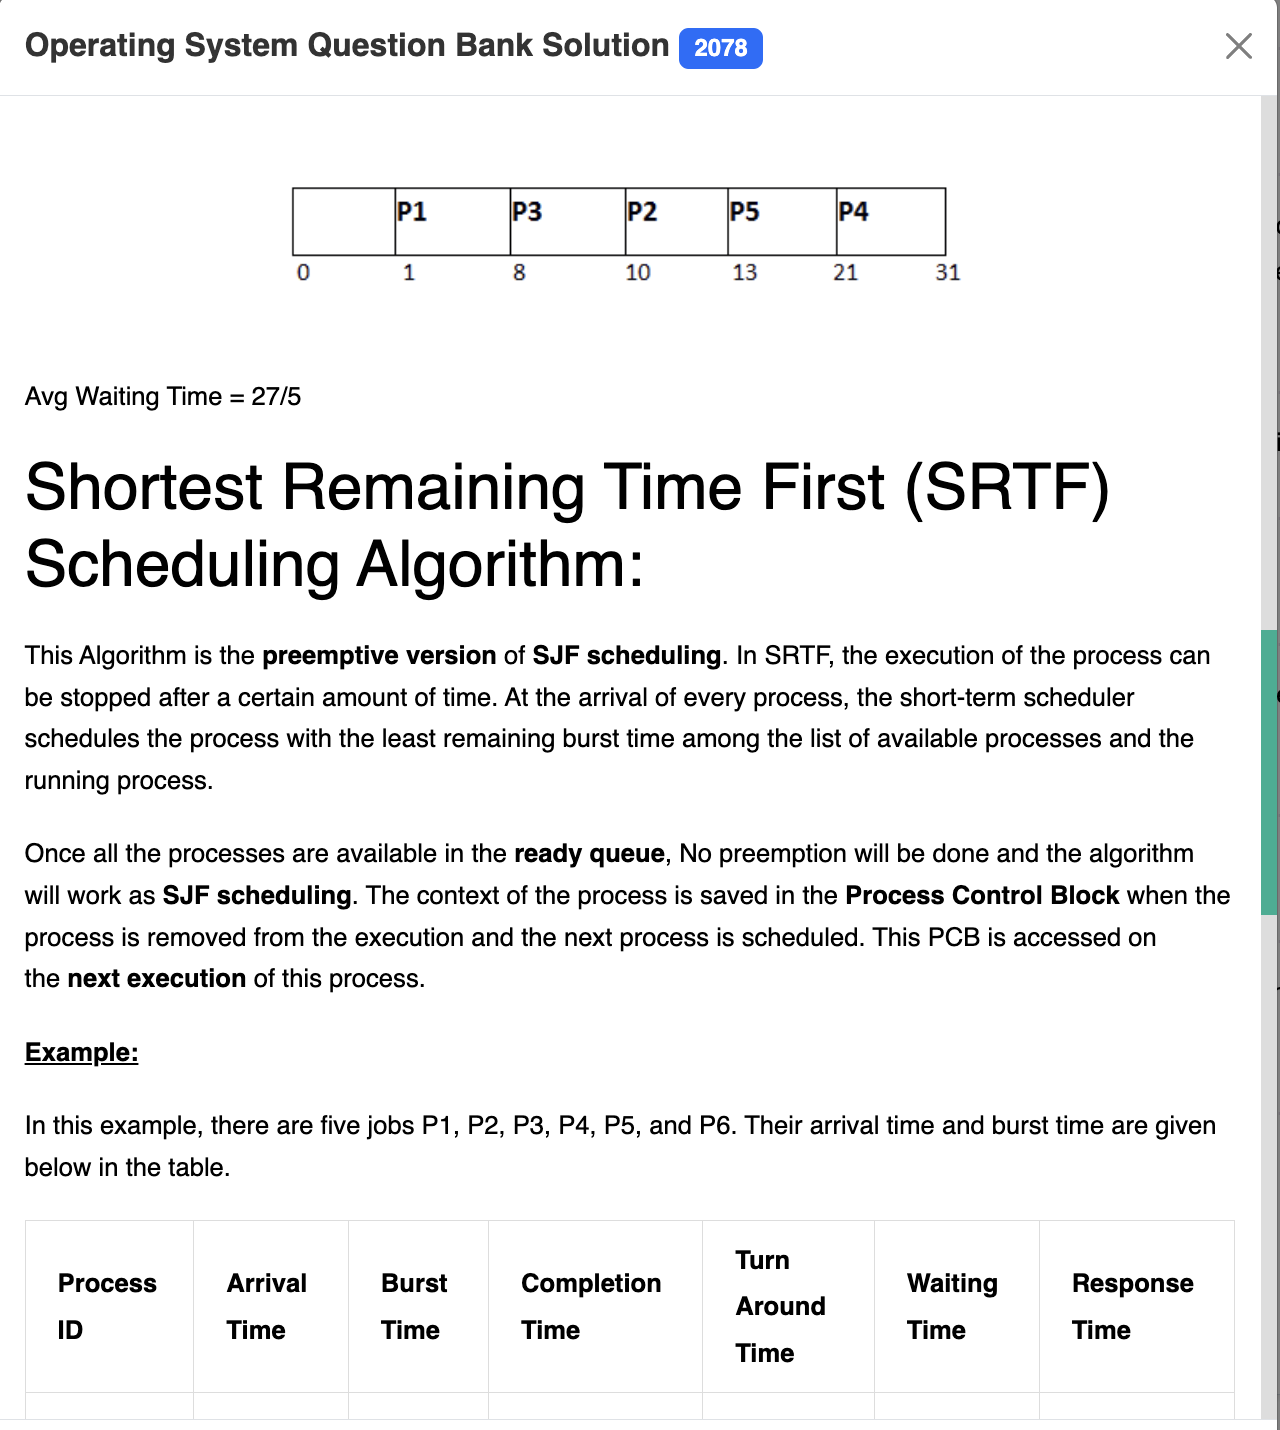 Operating System Question Bank Solution 2078
P1 P3 P2 P5 P4
0 1 8 10 13 21 31
Avg Waiting Time = 27/5
Shortest Remaining Time First (SRTF)
Scheduling Algorithm:
This Algorithm is the preemptive version of SJF scheduling. In SRTF, the execution of the process can
be stopped after a certain amount of time. At the arrival of every process, the short-term scheduler
schedules the process with the least remaining burst time among the list of available processes and the
running process.
Once all the processes are available in the ready queue, No preemption will be done and the algorithm
will work as SJF scheduling. The context of the process is saved in the Process Control Block when the
process is removed from the execution and the next process is scheduled. This PCB is accessed on
the next execution of this process.
Example:
In this example, there are five jobs P1, P2, P3, P4, P5, and P6. Their arrival time and burst time are given
below in the table.
Process ID
Arrival Time
Burst Time
Completion Time
Turn Around Time
Waiting Time
Response Time